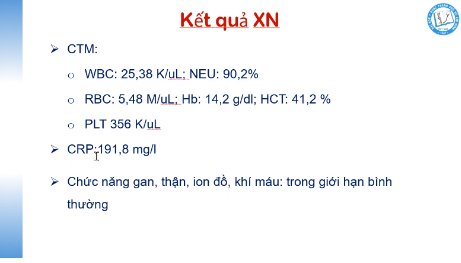 Kết quả XN
➢ CTM:
o WBC: 25,38 K/uL; NEU: 90,2%
o RBC: 5,48 M/uL; Hb: 14,2 g/dl; HCT: 41,2 %
o PLT 356 K/uL
➢ CRP:191,8 mg/l
➢ Chức năng gan, thận, ion đồ, khí máu: trong giới hạn bình
thường